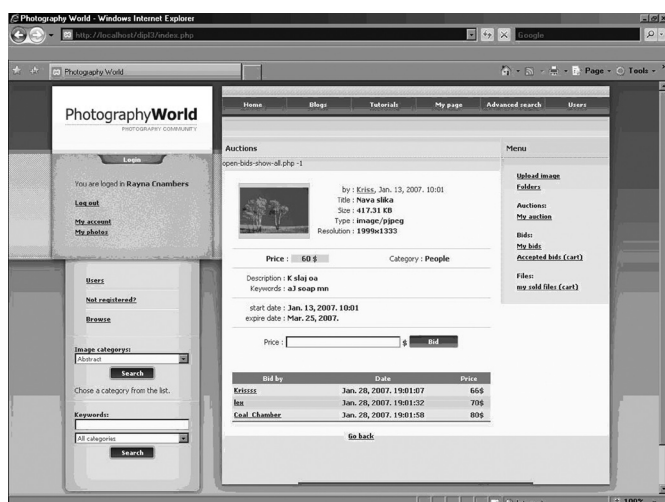 Photography World - Windows Internet Explorer
http://localhost/dipl3/index.php
Google
Photography World
Page
Tools
PhotographyWorld
PHOTOGRAPHY COMMUNITY
Login
You are loged in Rayna Cnambers
Log out
My account
My photos
Users
Not registered?
Browse
Image categorys:
Abstract
Search
Chose a category from the list.
Keywords:
All categories
Search
Home Blogs Tutorials My page Advanced search Users
Auctions
open-bids-show-all.php -1
by : Kriss, Jan. 13, 2007. 10:01
Title : Nava slika
Size : 417.31 KB
Type : image/pjpeg
Resolution : 1999x1333
Price : 60 $ Category : People
Description : K slaj oa
Keywords : aJ soap mn
start date : Jan. 13, 2007. 10:01
expire date : Mar. 25, 2007.
Price : $ Bid
Bid by Date Price
Krissss Jan. 28, 2007. 19:01:07 66$
Jan. 28, 2007. 19:01:32 70$
Coal_Chamber Jan. 28, 2007. 19:01:58 80$
Go back
Menu
Upload image
Folders
Auctions:
My auction
Bids:
My bids
Accepted bids (cart)
Files:
my sold files (cart)
100%